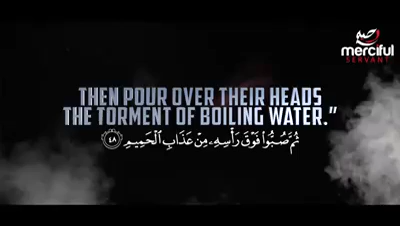 merciful
SERVANT
THEN POUR OVER THEIR HEADS
THE TORMENT OF BOILING WATER."
ثُمَّ صُبُّوا۟ فَوْقَ رَأْسِهِۦ مِنْ عَذَابِ ٱلْحَمِيمِ ٤٨